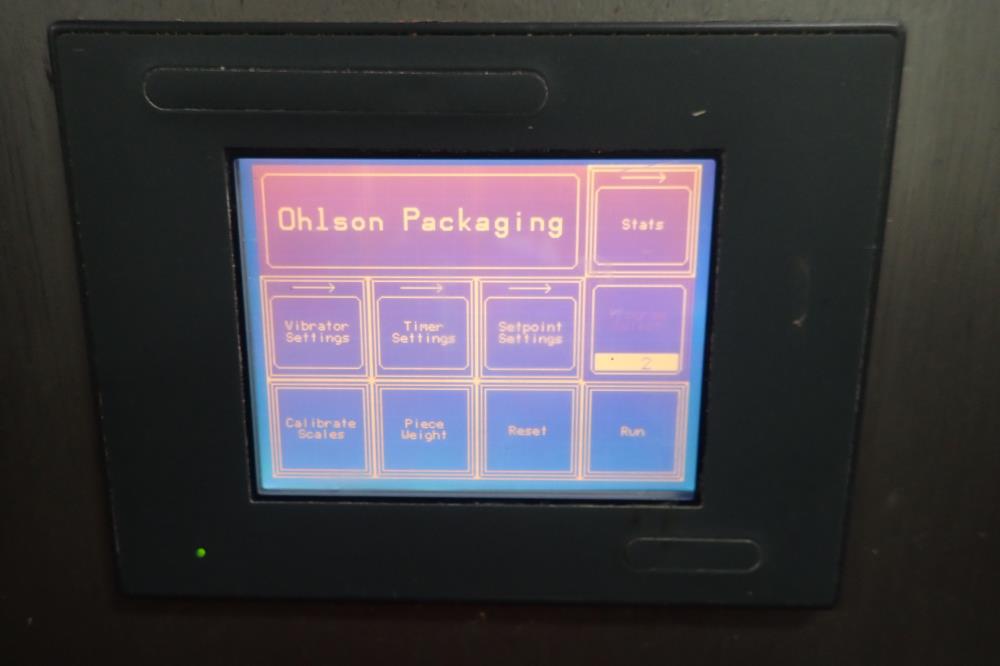 Ohlson Packaging
Stats
Vibrator
Settings
Timer
Settings
Setpoint
Settings
2
Calibrate
Scales
Piece
Weight
Reset
Run